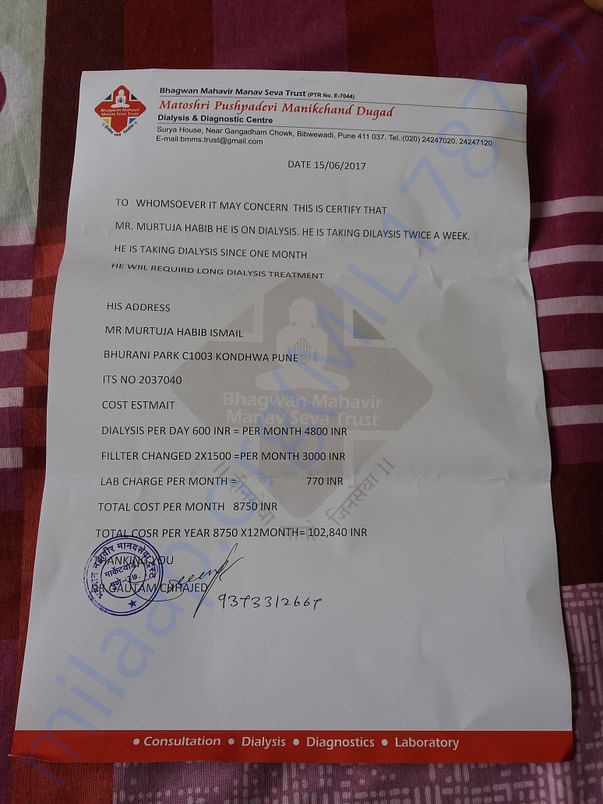 Bhagwan Mahavir Manav Seva Trust (PTR No. E-7044)
Matoshri Pushpadevi Manikchand Dugad
Dialysis & Diagnostic Centre
Surya House, Near Gangadham Chowk, Bibwewadi, Pune 411 037. Tel.:(020) 24247020, 24247120
E-mail:bmms.trust@gmail.com
Bhagwan Mahavir
Manav Seva Trust
DATE 15/06/2017
TO WHOMSOEVER IT MAY CONCERN THIS IS CERTIFY THAT
MR. MURTUJA HABIB HE IS ON DIALYSIS. HE IS TAKING DILAYSIS TWICE A WEEK.
HE IS TAKING DIALYSIS SINCE ONE MONTH
HE WIIL REQUIRD LONG DIALYSIS TREATMENT
HIS ADDRESS
MR MURTUJA HABIB ISMAIL
BHURANI PARK C1003 KONDHWA PUNE
ITS NO 2037040
COST ESTMAIT
Bhagwan Mahavir
Manav Seva Trust
DIALYSIS PER DAY 600 INR = PER MONTH 4800 INR
FILLTER CHANGED 2X1500 =PER MONTH 3000 INR
LAB CHARGE PER MONTH = 770 INR
TOTAL COST PER MONTH 8750 INR
TOTAL COSR PER YEAR 8750 X12MONTH= 102,840 INR
THANKING YOU
GAUTAM CHHAJED
9373312667
• Consultation • Dialysis • Diagnostics • Laboratory